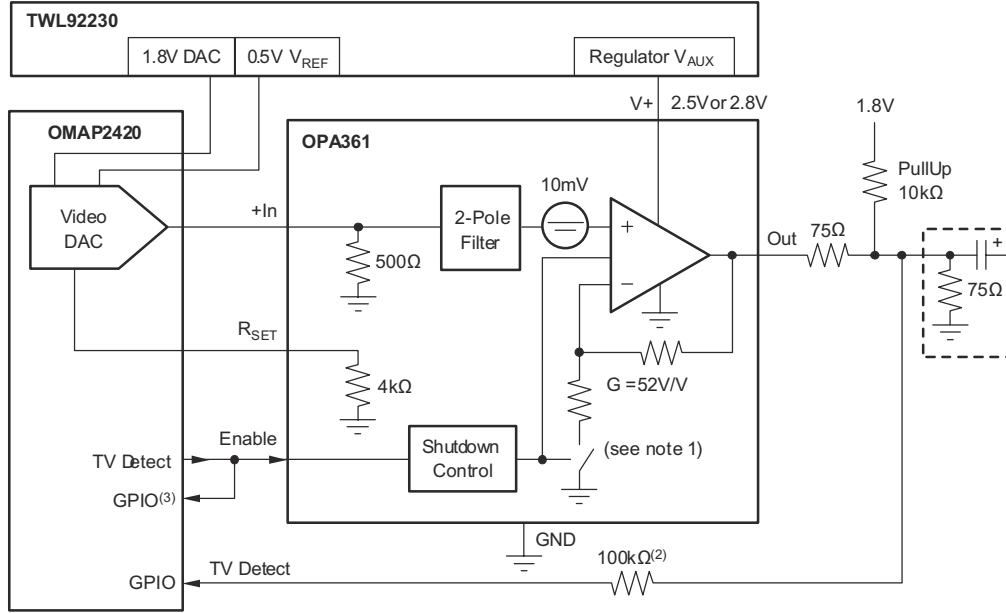 TWL92230
1.8V DAC
0.5V VREF
Regulator VAUX
V+
2.5V or 2.8V
OMAP2420
OPA361
1.8V
PullUp
10kΩ
10mV
Video
DAC
+In
2-Pole
Filter
+
−
Out
75Ω
+
500Ω
75Ω
RSET
4kΩ
G =52V/V
Enable
Shutdown
Control
(see note 1)
TV Detect
GPIO(3)
GND
100kΩ(2)
GPIO
TV Detect